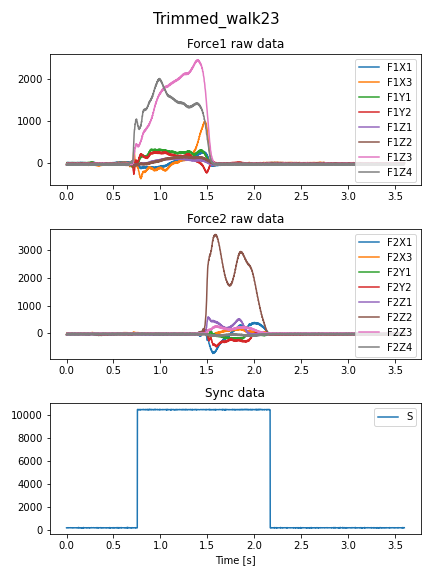 Trimmed_walk23
Force1 raw data
2000
1000
0
F1X1
F1X3
F1Y1
F1Y2
F1Z1
F1Z2
F1Z3
F1Z4
0.0 0.5 1.0 1.5 2.0 2.5 3.0 3.5
Force2 raw data
3000
2000
1000
0
F2X1
F2X3
F2Y1
F2Y2
F2Z1
F2Z2
F2Z3
F2Z4
0.0 0.5 1.0 1.5 2.0 2.5 3.0 3.5
Sync data
10000
8000
6000
4000
2000
0
S
0.0 0.5 1.0 1.5 2.0 2.5 3.0 3.5
Time [s]